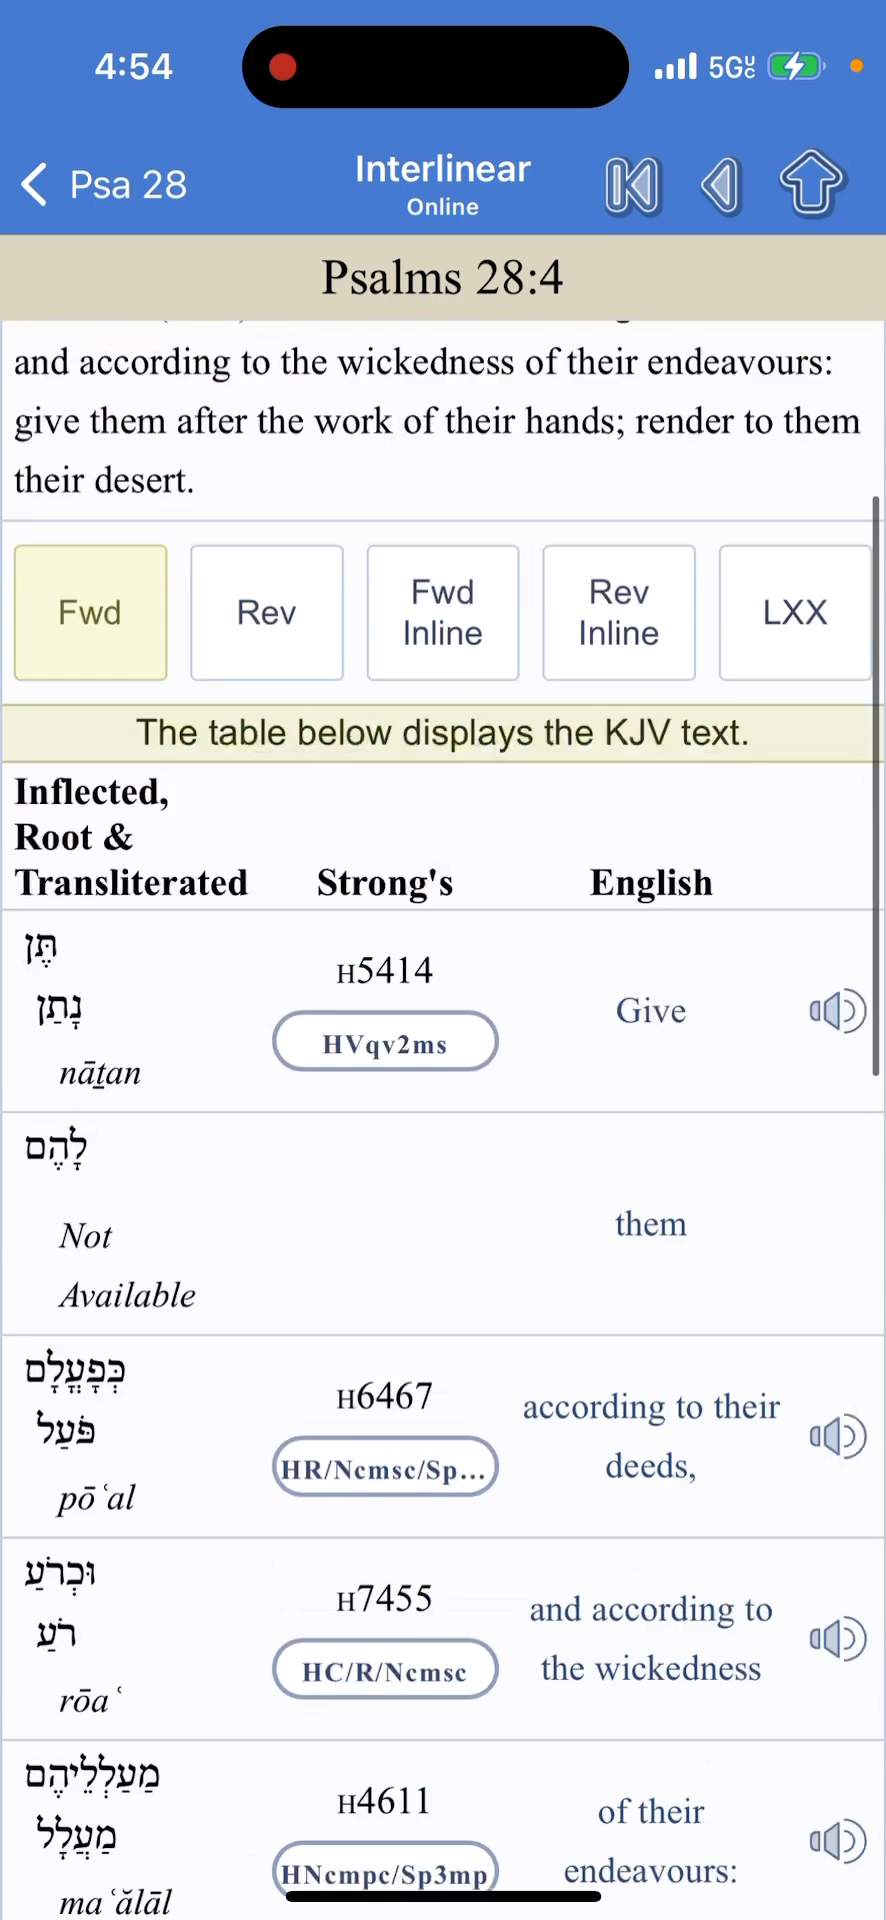 4:54
5G
Psa 28
Interlinear
Online
Psalms 28:4
and according to the wickedness of their endeavours:
give them after the work of their hands; render to them
their desert.
Fwd
Rev
Fwd
Inline
Rev
Inline
LXX
The table below displays the KJV text.
Inflected,
Root &
Transliterated
Strong's
English
תֶּן
נָתַן
nāṯan
H5414
HVqv2ms
Give
לָהֶם
Not
Available
them
כְּפָעֳלָם
פֹּעַל
pōʿal
H6467
HR/Ncmsc/Sp...
according to their
deeds,
וּכְרֹעַ
רֹעַ
rōaʿ
H7455
HC/R/Ncmsc
and according to
the wickedness
מַעַלְלֵיהֶם
מַעֲלָל
maʿălāl
H4611
HNcmpc/Sp3mp
of their
endeavours: